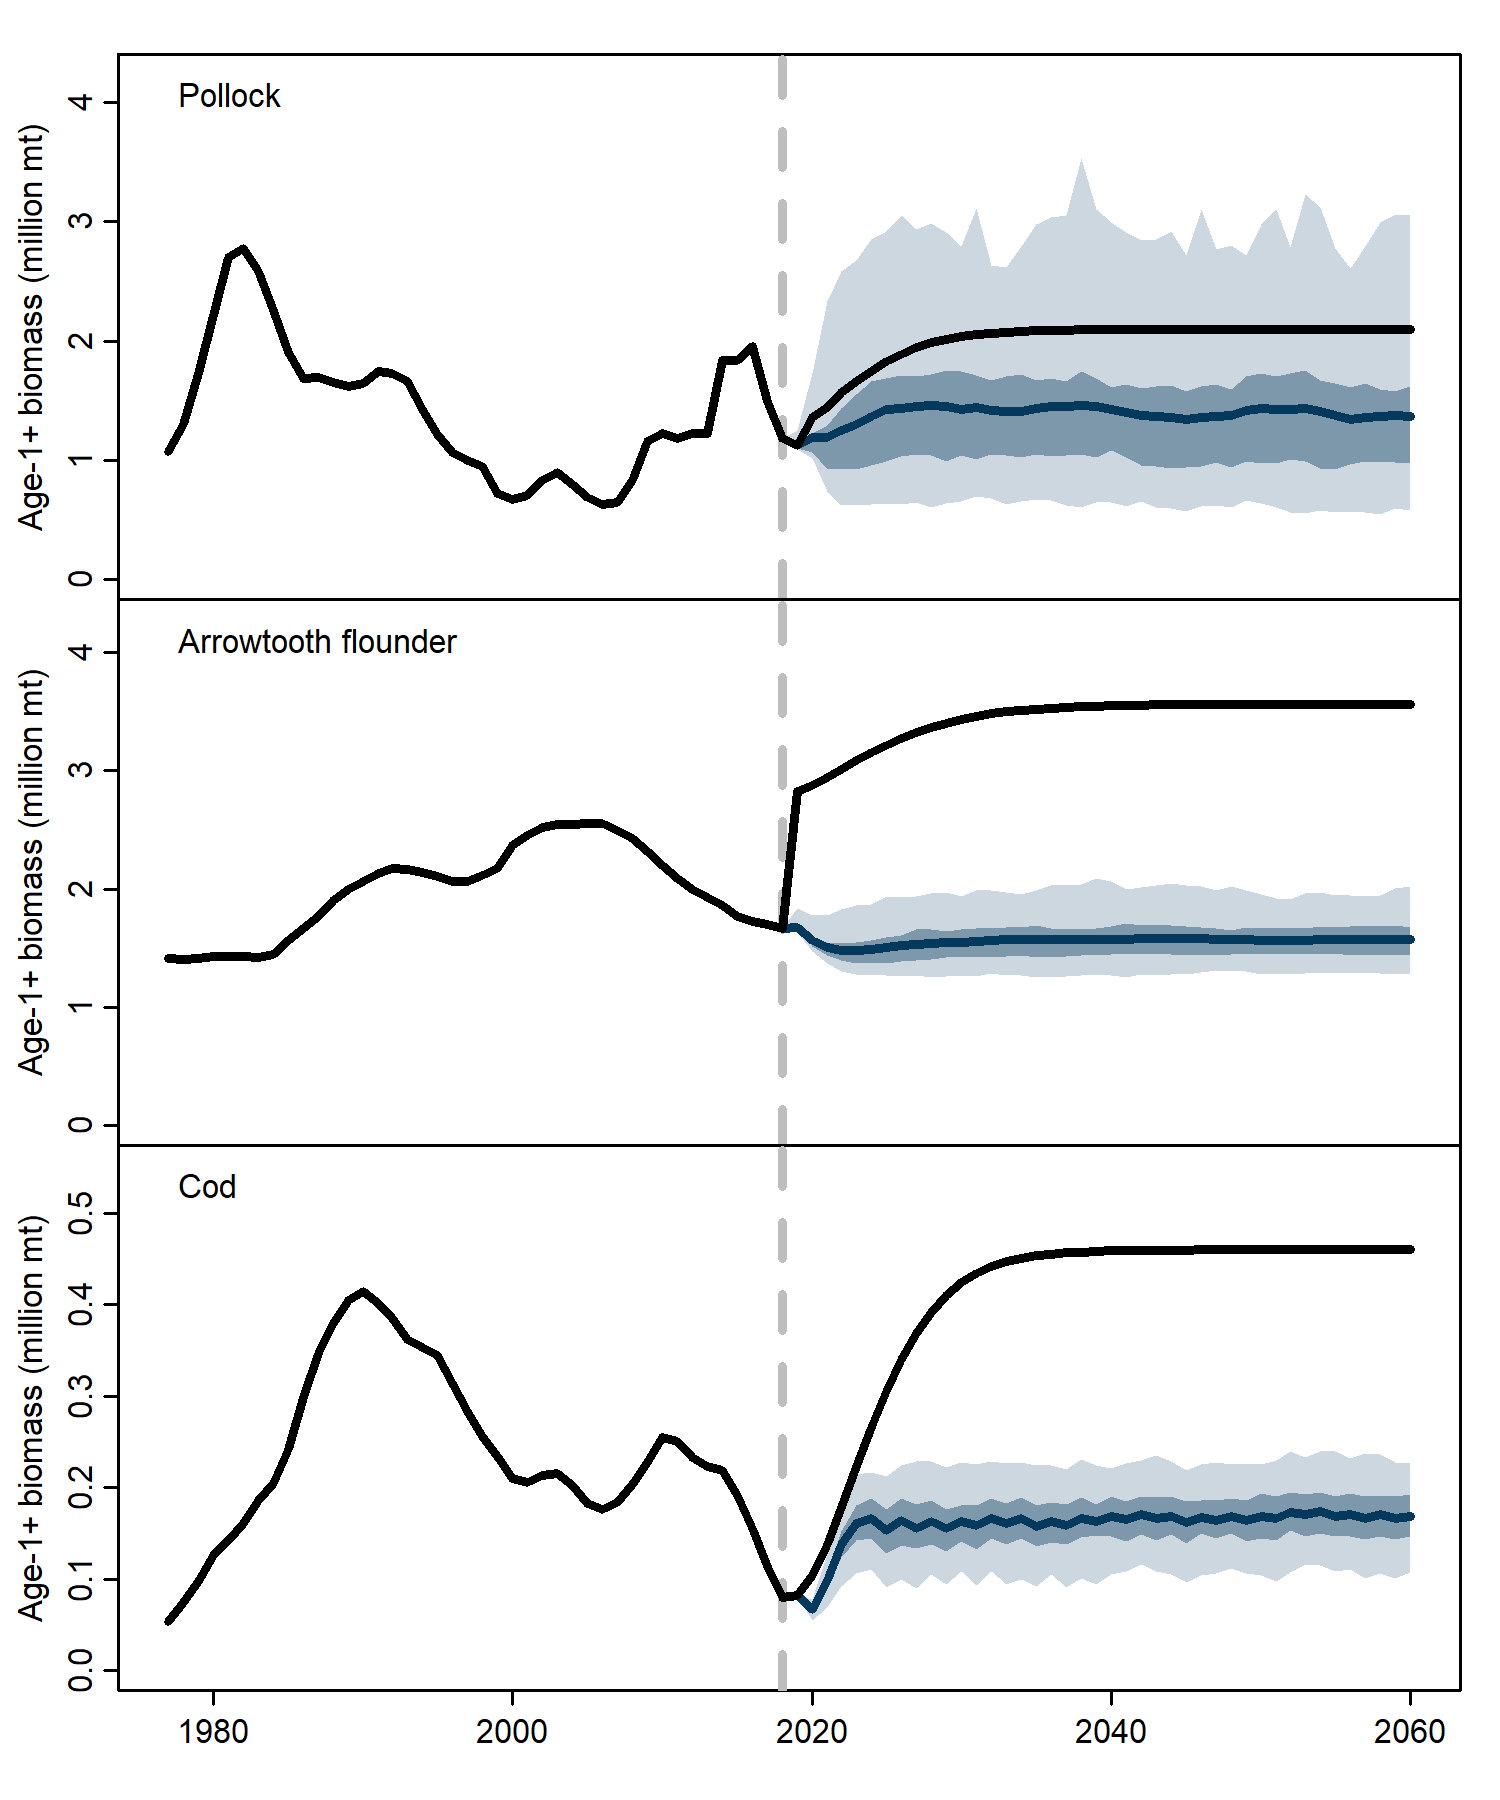 Pollock
Age-1+ biomass (million mt)
4
3
2
1
0
Arrowtooth flounder
Age-1+ biomass (million mt)
4
3
2
1
0
Cod
Age-1+ biomass (million mt)
0.5
0.4
0.3
0.2
0.1
0.0
1980 2000 2020 2040 2060